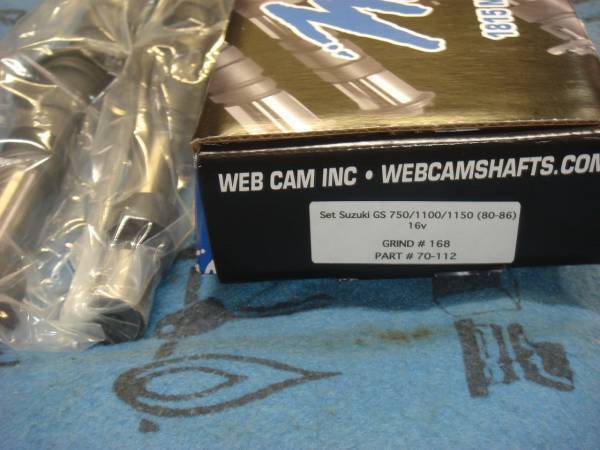 1815
WEB CAM INC • WEBCAMSHAFTS.COM
Set Suzuki GS 750/1100/1150 (80-86)
16v
GRIND # 168
PART # 70-112